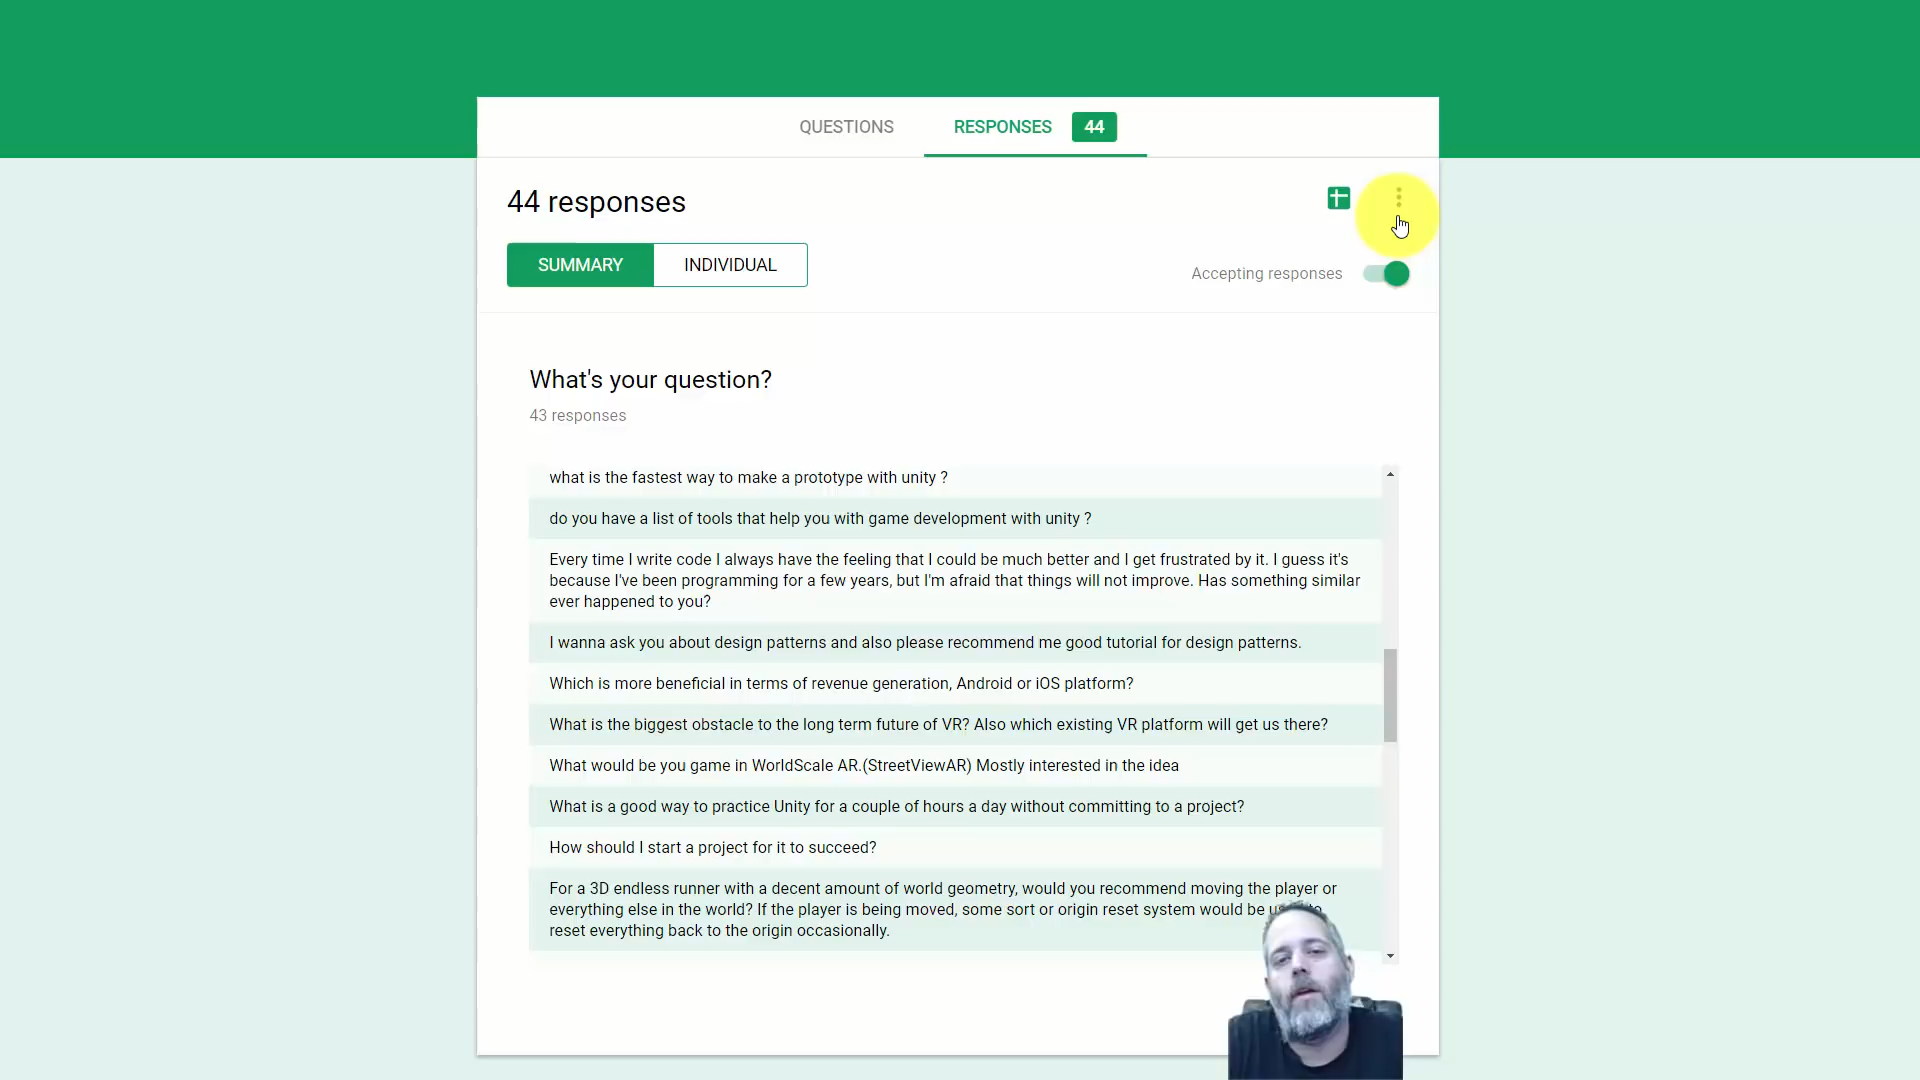 QUESTIONS
RESPONSES 44
44 responses
SUMMARY
INDIVIDUAL
Accepting responses
What's your question?
43 responses
what is the fastest way to make a prototype with unity ?
do you have a list of tools that help you with game development with unity ?
Every time I write code I always have the feeling that I could be much better and I get frustrated by it. I guess it's
because I've been programming for a few years, but I'm afraid that things will not improve. Has something similar
ever happened to you?
I wanna ask you about design patterns and also please recommend me good tutorial for design patterns.
Which is more beneficial in terms of revenue generation, Android or iOS platform?
What is the biggest obstacle to the long term future of VR? Also which existing VR platform will get us there?
What would be you game in WorldScale AR.(StreetViewAR) Mostly interested in the idea
What is a good way to practice Unity for a couple of hours a day without committing to a project?
How should I start a project for it to succeed?
For a 3D endless runner with a decent amount of world geometry, would you recommend moving the player or
everything else in the world? If the player is being moved, some sort or origin reset system would be
reset everything back to the origin occasionally.